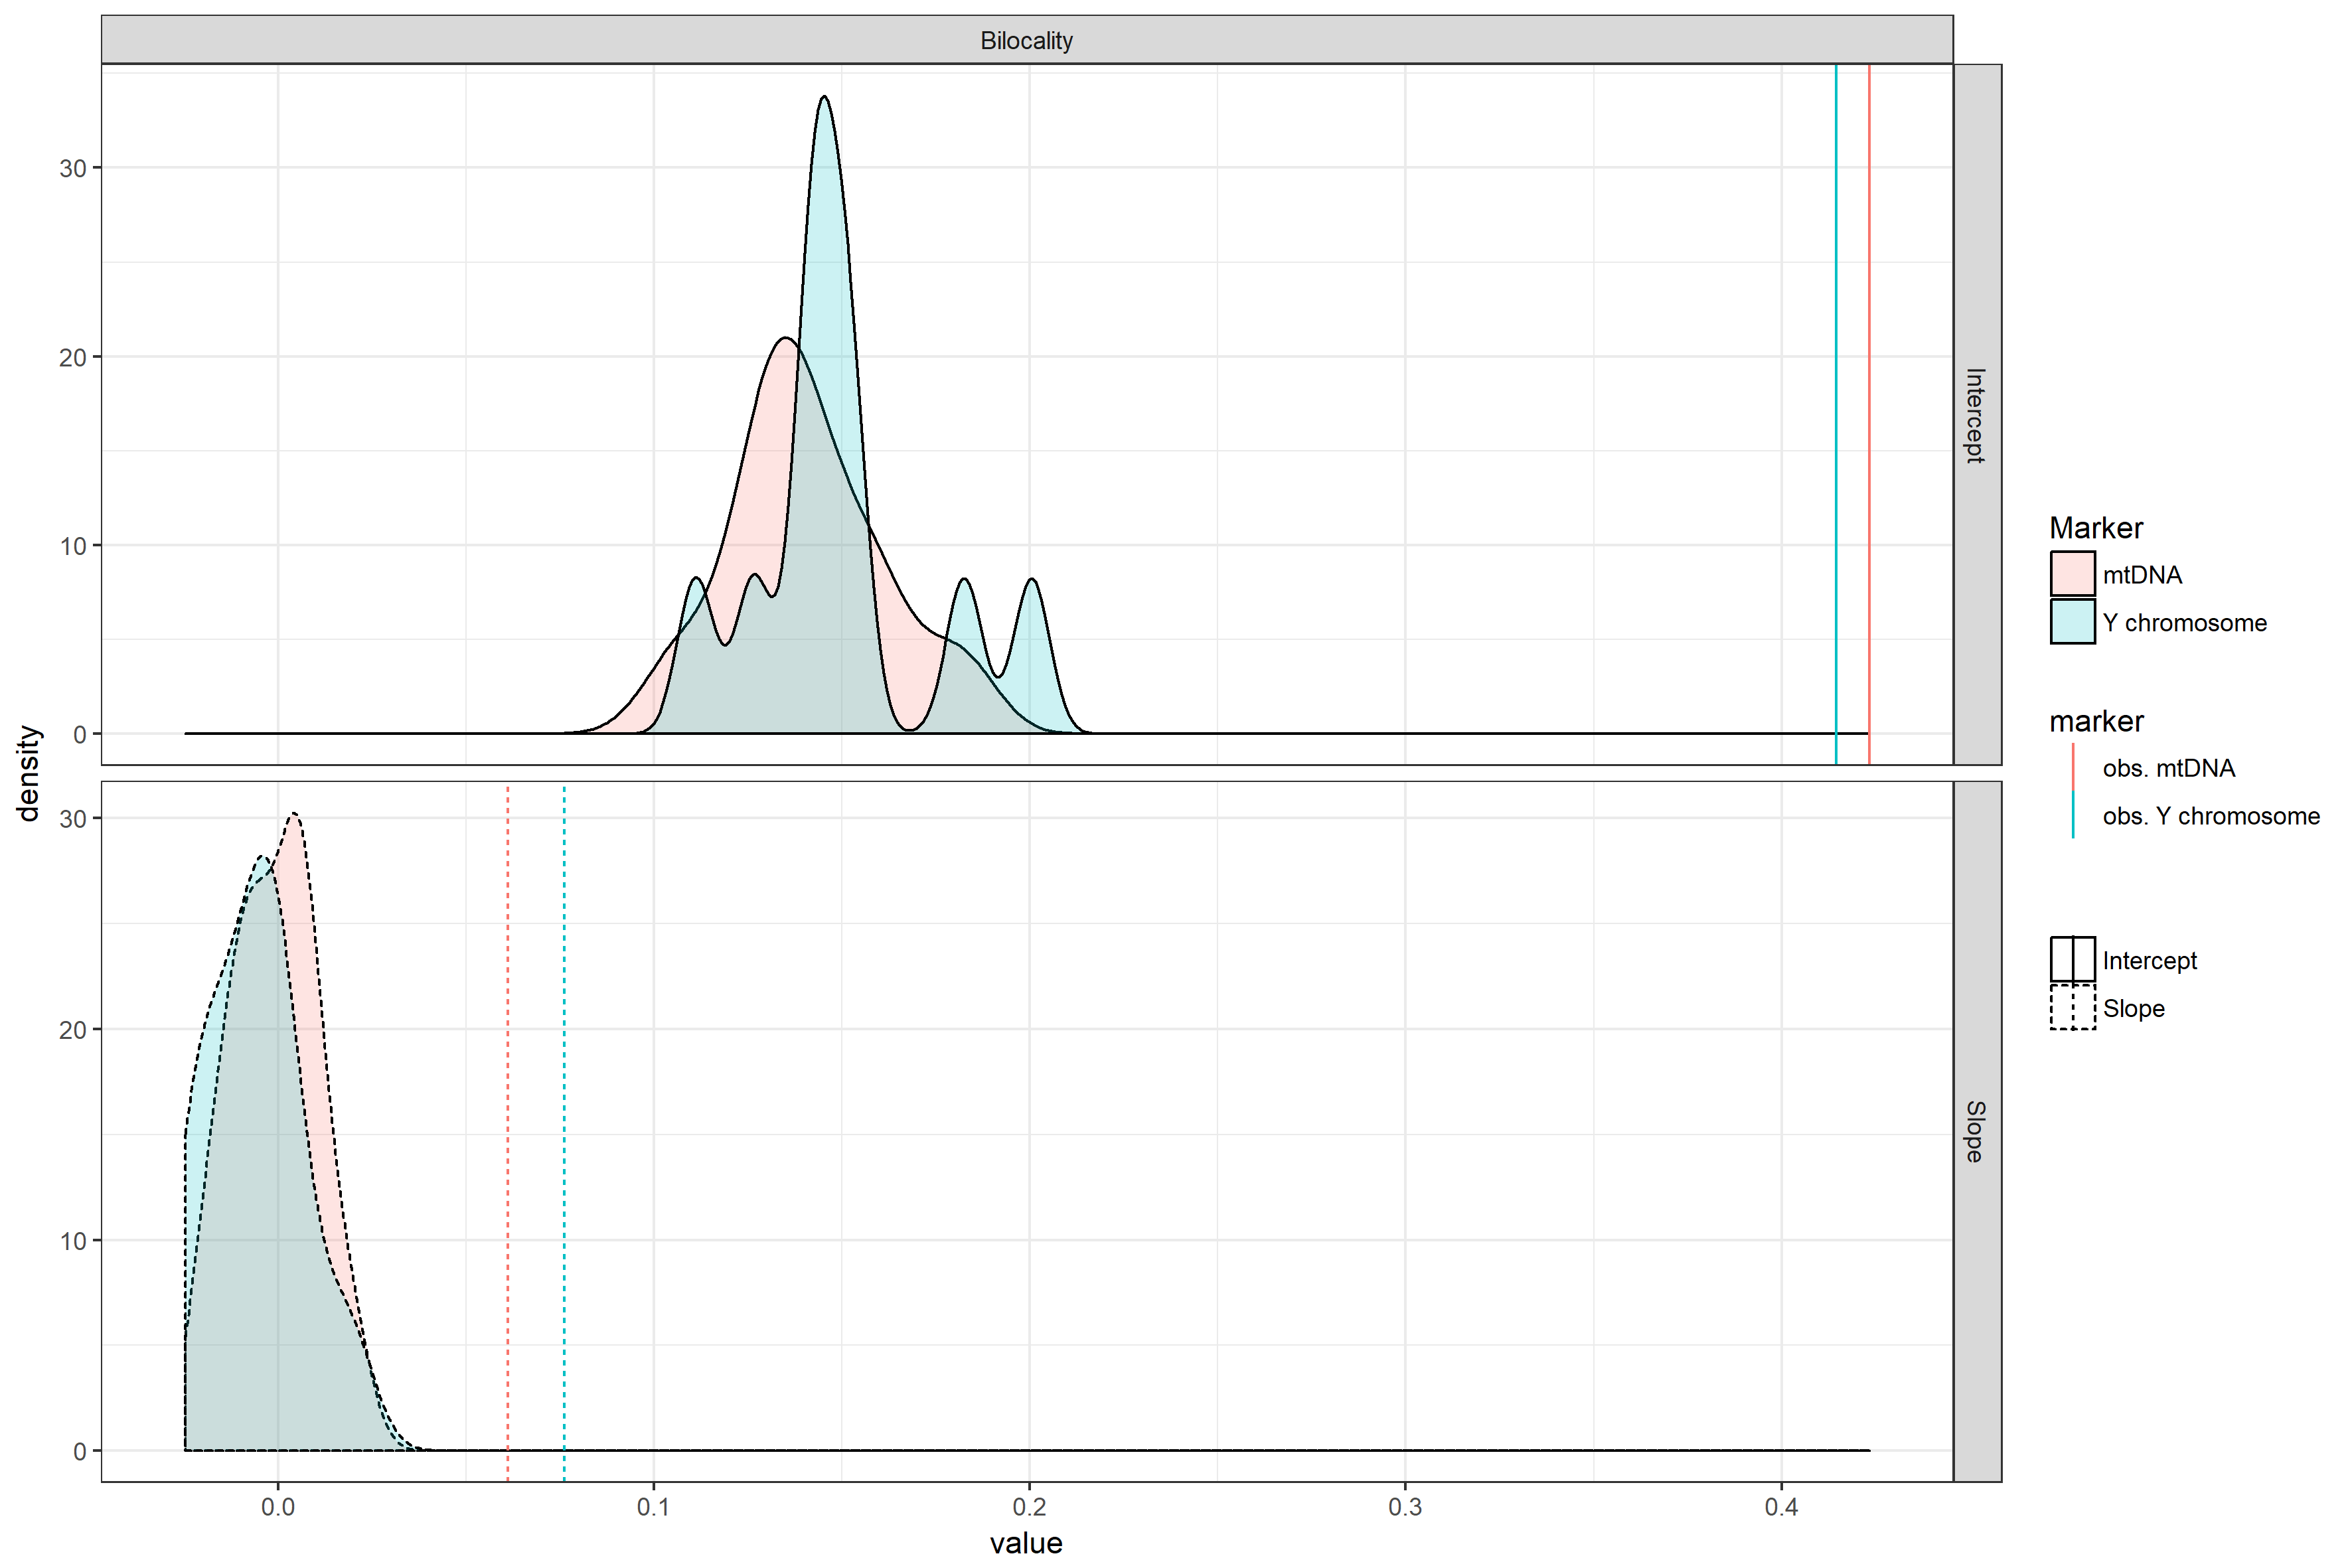 Bilocality
30
20
10
0
Intercept
30
20
10
0
Slope
0.0 0.1 0.2 0.3 0.4
value
density
Marker
mtDNA
Y chromosome
marker
obs. mtDNA
obs. Y chromosome
Intercept
Slope